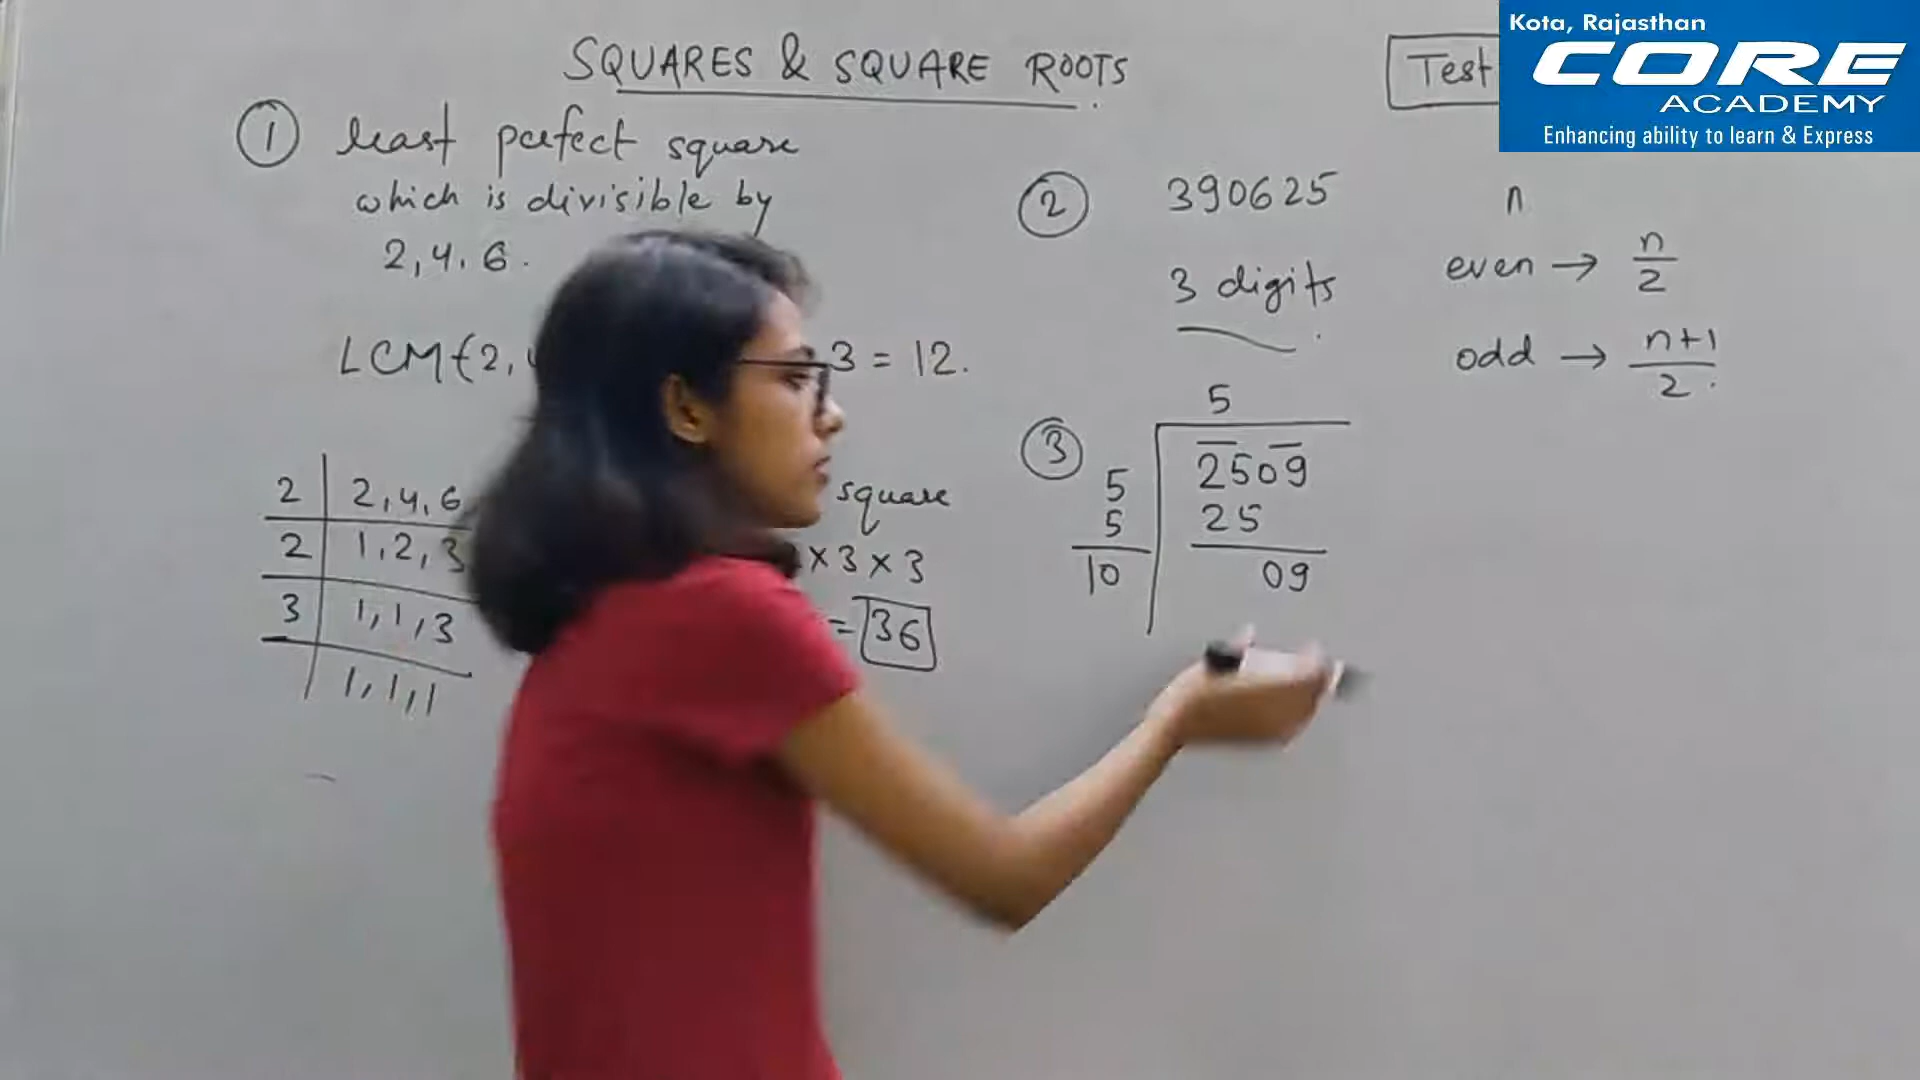 SQUARES & SQUARE ROOTS
Test
Kota, Rajasthan
CORE
ACADEMY
Enhancing ability to learn & Express
① least perfect square
which is divisible by
2, 4, 6.
LCM (2, 3 = 12.
2 | 2, 4, 6
2 | 1, 2, 3
3 | 1, 1, 3
1, 1, 1
square
× 3 × 3
= 36
② 390625
3 digits
n
even → n/2
odd → n+1/2.
5
③ 5 2509
5 25
10 09